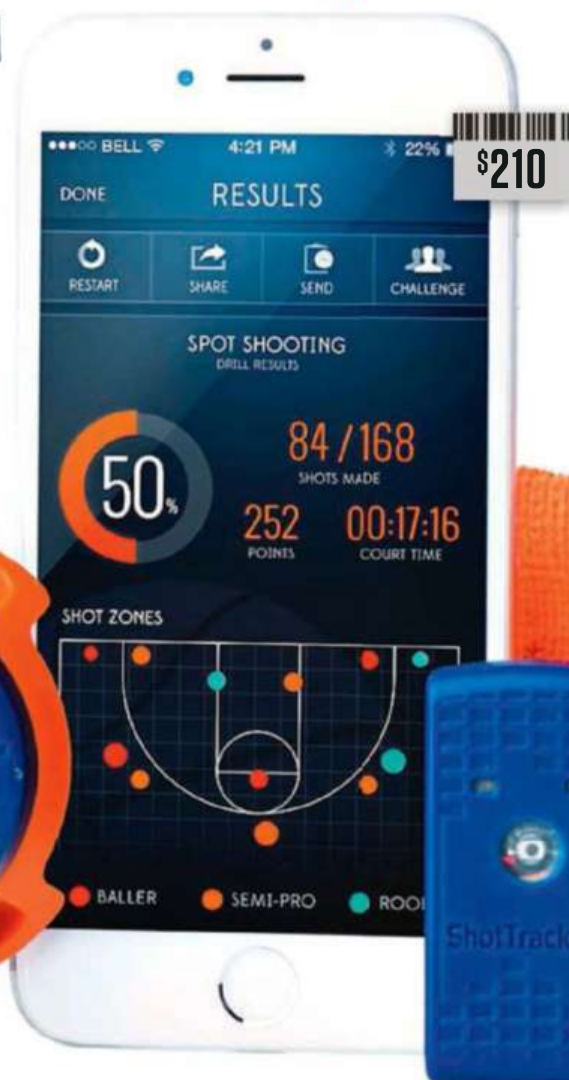 BELL 4:21 PM 22%
$210
DONE RESULTS
RESTART SHARE SEND CHALLENGE
SPOT SHOOTING
DRILL RESULTS
50%
84/168
SHOTS MADE
252 00:17:16
POINTS COURT TIME
SHOT ZONES
BALLER SEMI-PRO